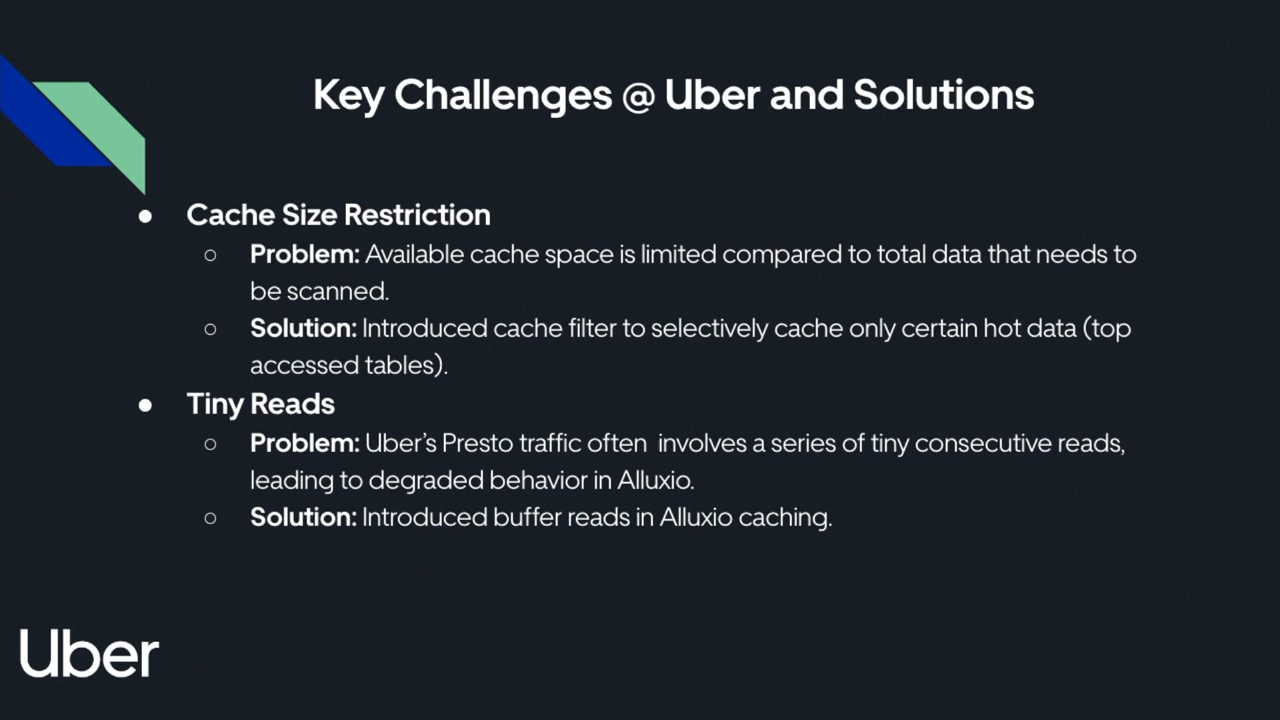 Key Challenges @ Uber and Solutions
● Cache Size Restriction
○ Problem: Available cache space is limited compared to total data that needs to
be scanned.
○ Solution: Introduced cache filter to selectively cache only certain hot data (top
accessed tables).
● Tiny Reads
○ Problem: Uber’s Presto traffic often  involves a series of tiny consecutive reads,
leading to degraded behavior in Alluxio.
○ Solution: Introduced buffer reads in Alluxio caching.
Uber